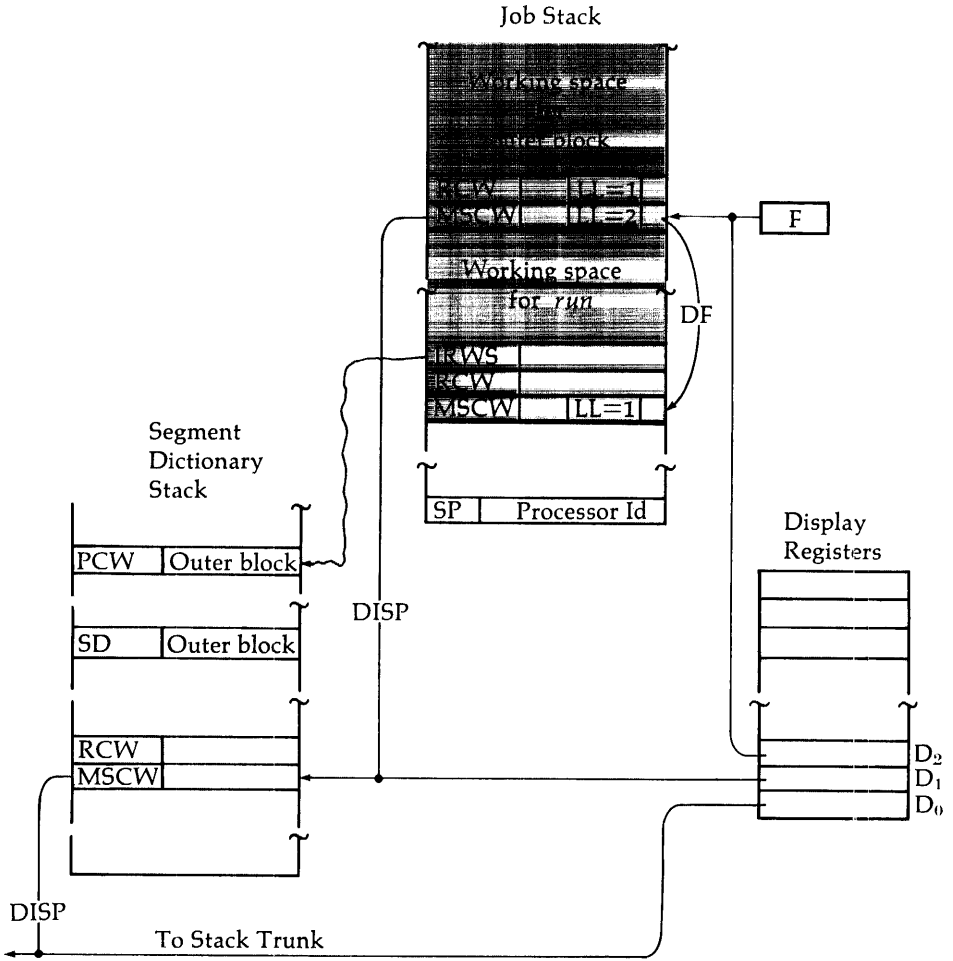 Job Stack
Working space
for
outer block
RCW LL=1
MSCW LL=2
F
Working space
for run
DF
IRWS
RCW
MSCW LL=1
Segment
Dictionary
Stack
SP Processor Id
Display
Registers
PCW Outer block
DISP
SD Outer block
RCW
MSCW
D₂
D₁
D₀
DISP
To Stack Trunk